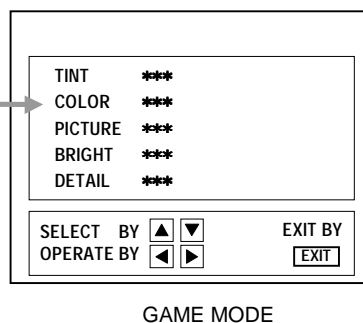 TINT ***
COLOR ***
PICTURE ***
BRIGHT ***
DETAIL ***
SELECT BY ▲ ▼ EXIT BY
OPERATE BY ◀ ▶ EXIT
GAME MODE